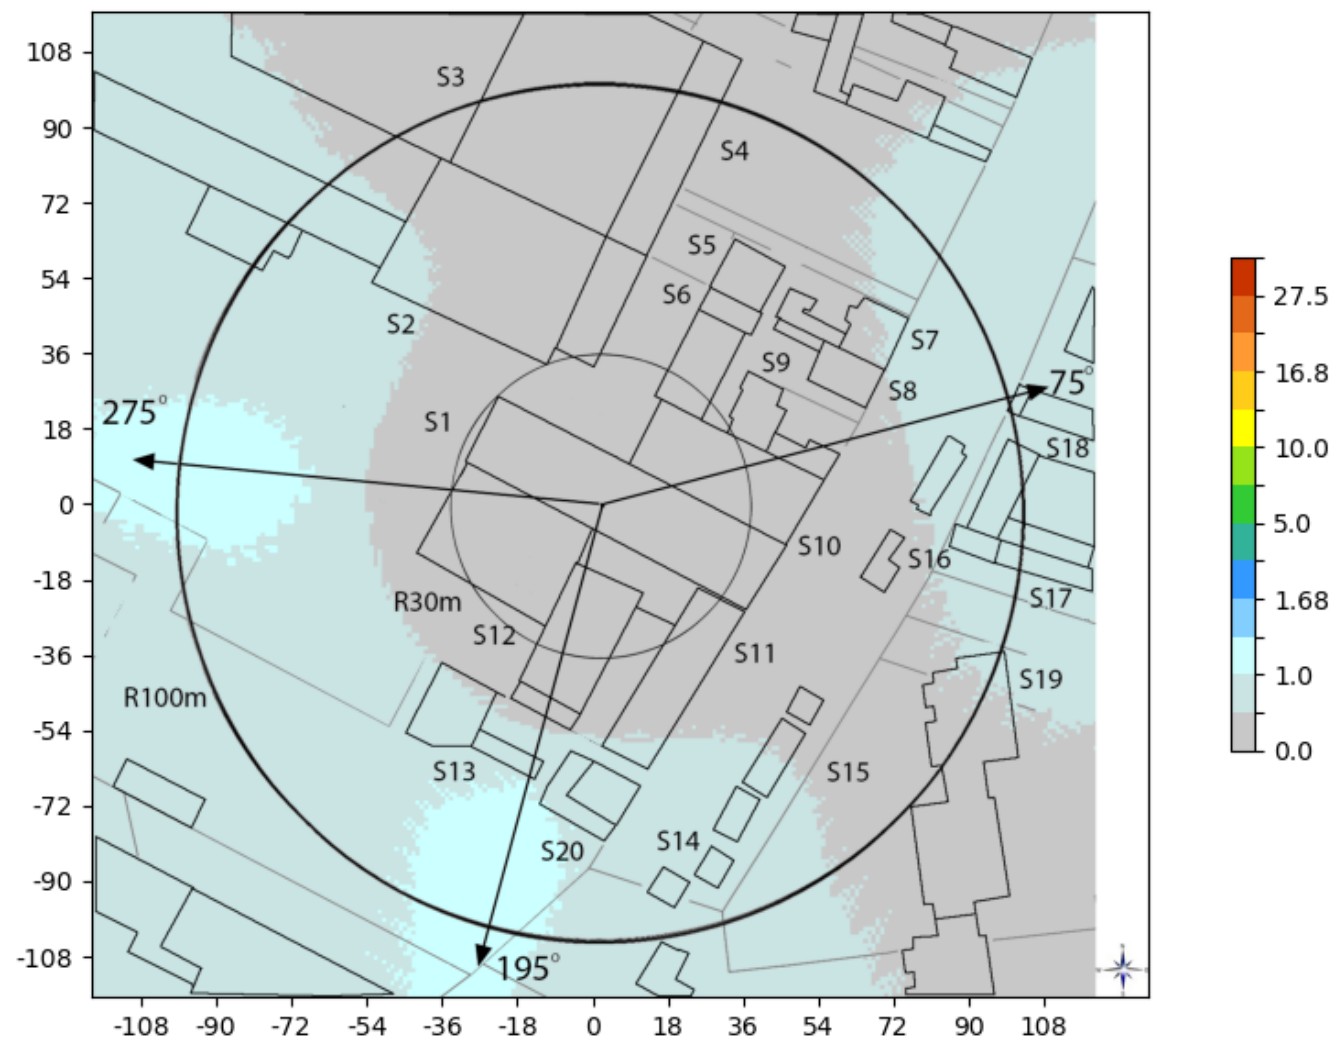 108
S3
S4
90
72
S5
54
S6
S2
S7
36
S9
75°
S8
275°
S1
18
S18
0
S10
S16
-18
R30m
S17
S12
S11
-36
S19
R100m
-54
S13
S15
-72
S14
S20
-90
195°
-108
-108 -90 -72 -54 -36 -18 0 18 36 54 72 90 108
27.5
16.8
10.0
5.0
1.68
1.0
0.0